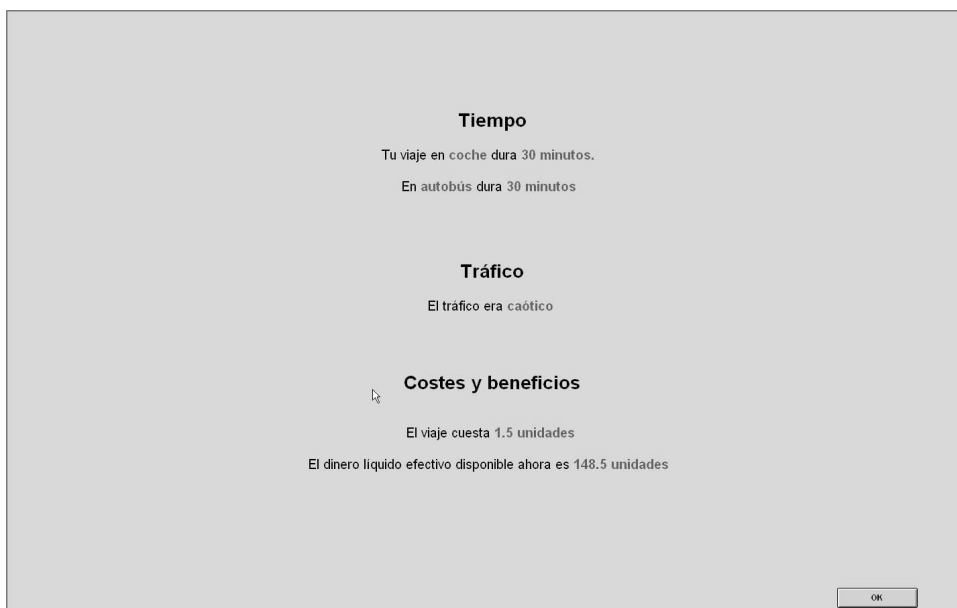 Tiempo
Tu viaje en coche dura 30 minutos.
En autobús dura 30 minutos
Tráfico
El tráfico era caótico
Costes y beneficios
El viaje cuesta 1.5 unidades
El dinero líquido efectivo disponible ahora es 148.5 unidades
OK